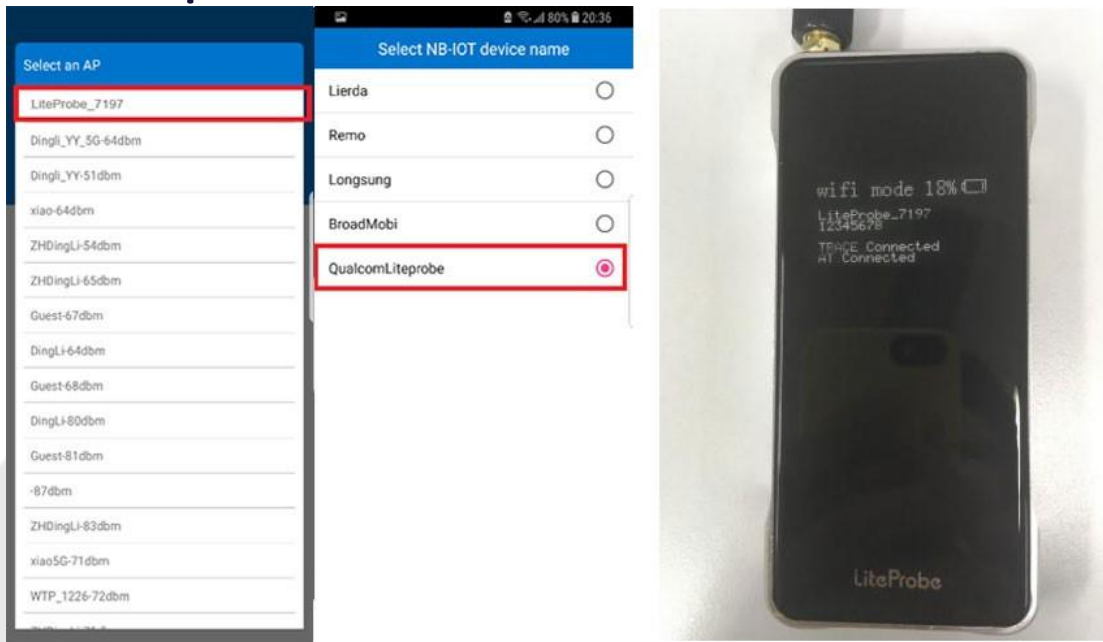 Select an AP
LiteProbe_7197
Dingli_YY_5G-64dbm
Dingli_YY-51dbm
xiao-64dbm
ZHDingLi-54dbm
ZHDingLi-65dbm
Guest-67dbm
DingLi-64dbm
Guest-68dbm
DingLi-80dbm
Guest-81dbm
-87dbm
ZHDingLi-83dbm
xiao5G-71dbm
WTP_1226-72dbm
80% 20:36
Select NB-IOT device name
Lierda
Remo
Longsung
BroadMobi
QualcomLiteprobe
wifi mode 18%
LiteProbe_7197
12345678
TRACE Connected
AT Connected
LiteProbe